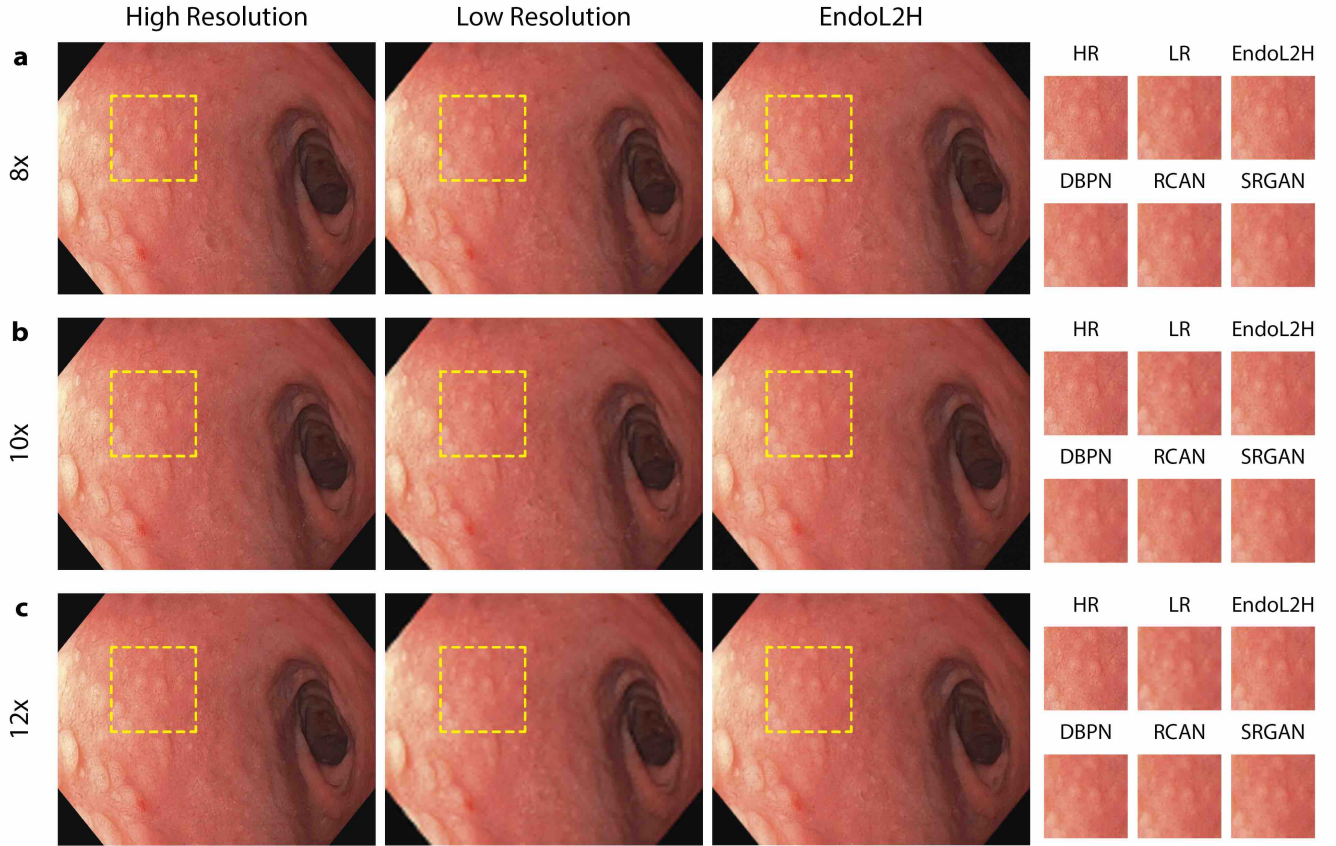 High Resolution Low Resolution EndoL2H
a
8x
HR LR EndoL2H
DBPN RCAN SRGAN
b
10x
HR LR EndoL2H
DBPN RCAN SRGAN
c
12x
HR LR EndoL2H
DBPN RCAN SRGAN